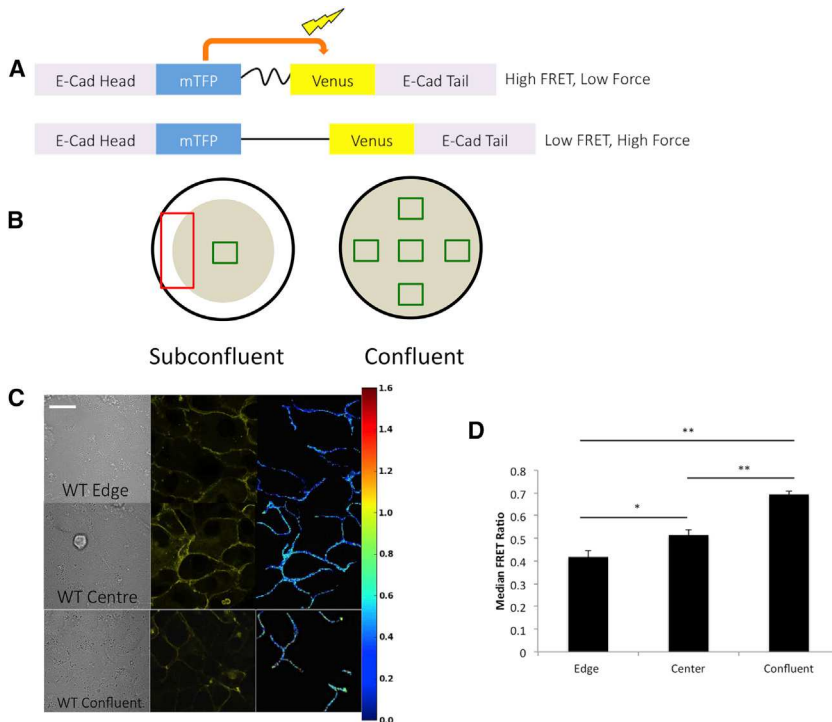 A
E-Cad Head mTFP Venus E-Cad Tail High FRET, Low Force
E-Cad Head mTFP Venus E-Cad Tail Low FRET, High Force
B
Subconfluent Confluent
C
WT Edge
WT Centre
WT Confluent
1.6
1.4
1.2
1.0
0.8
0.6
0.4
0.2
0.0
D
**
**
*
Median FRET Ratio
0.8
0.7
0.6
0.5
0.4
0.3
0.2
0.1
0
Edge Center Confluent